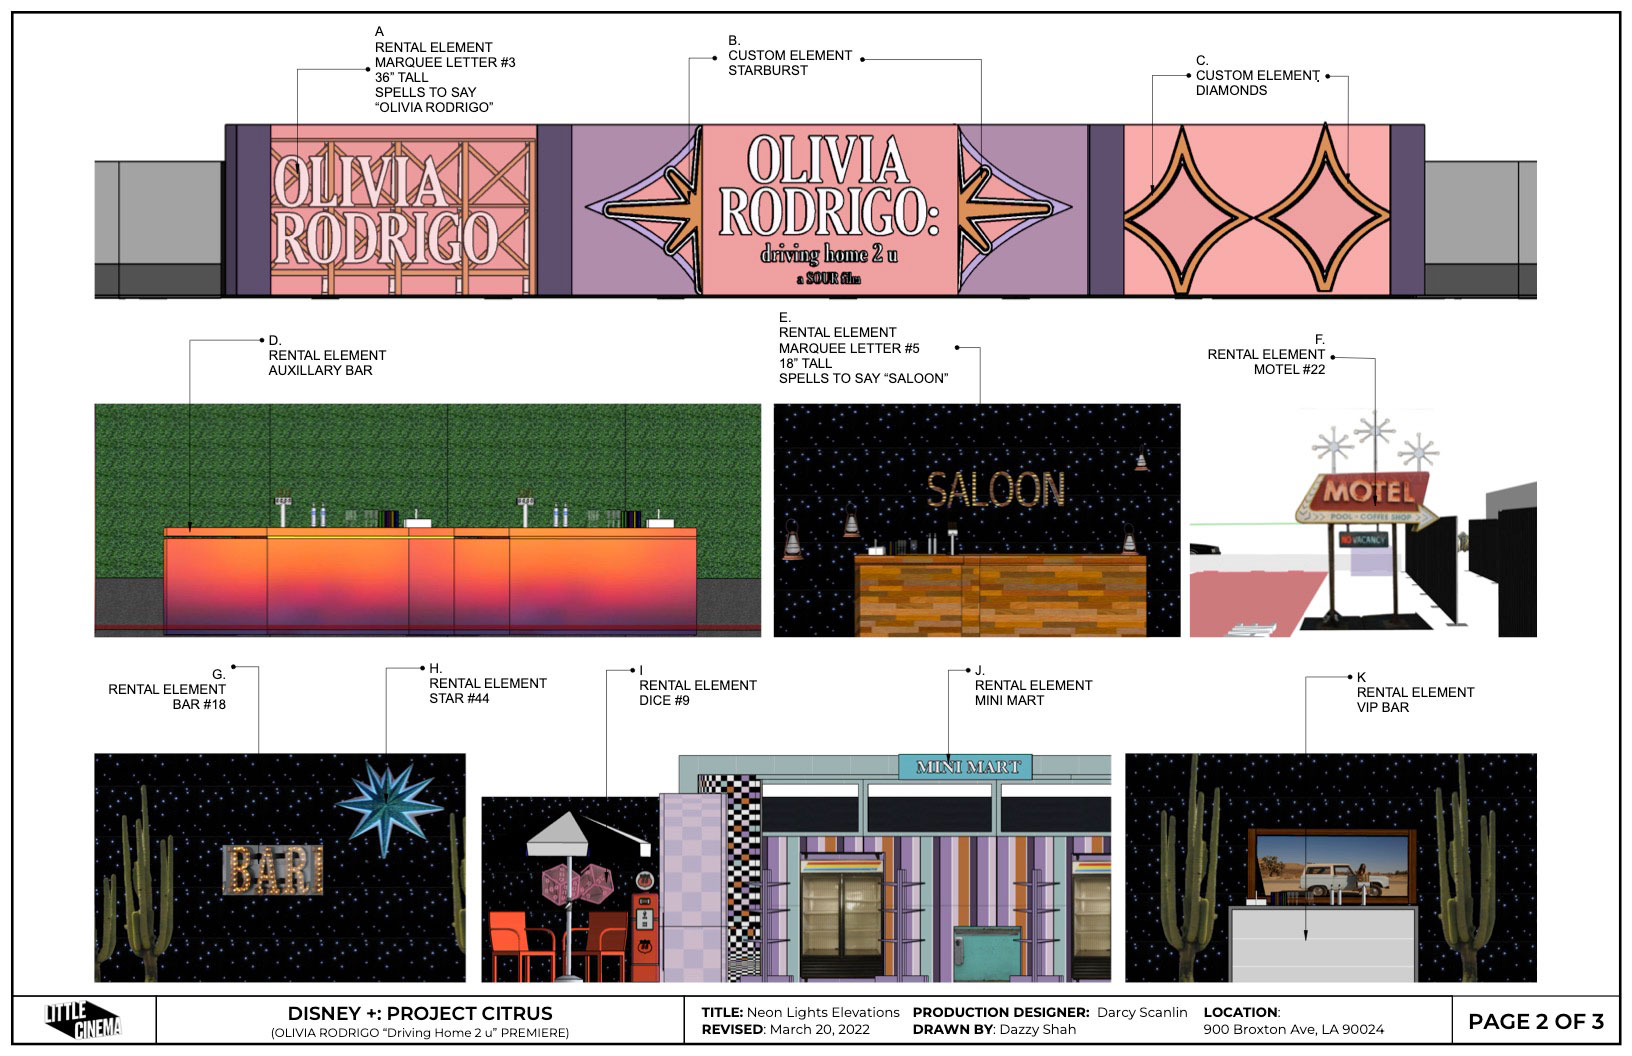 A
RENTAL ELEMENT
MARQUEE LETTER #3
36” TALL
SPELLS TO SAY
“OLIVIA RODRIGO”
B.
CUSTOM ELEMENT
STARBURST
C.
CUSTOM ELEMENT
DIAMONDS
OLIVIA
RODRIGO
OLIVIA
RODRIGO:
driving home 2 u
a SOUR film
D.
RENTAL ELEMENT
AUXILLARY BAR
E.
RENTAL ELEMENT
MARQUEE LETTER #5
18” TALL
SPELLS TO SAY “SALOON”
F.
RENTAL ELEMENT
MOTEL #22
SALOON
MOTEL
POOL - COFFEE SHOP
NO VACANCY
G.
RENTAL ELEMENT
BAR #18
H.
RENTAL ELEMENT
STAR #44
I
RENTAL ELEMENT
DICE #9
J.
RENTAL ELEMENT
MINI MART
K
RENTAL ELEMENT
VIP BAR
BAR
MINI MART
LITTLE
CINEMA
DISNEY +: PROJECT CITRUS
(OLIVIA RODRIGO “Driving Home 2 u” PREMIERE)
TITLE: Neon Lights Elevations
REVISED: March 20, 2022
PRODUCTION DESIGNER: Darcy Scanlin
DRAWN BY: Dazzy Shah
LOCATION:
900 Broxton Ave, LA 90024
PAGE 2 OF 3